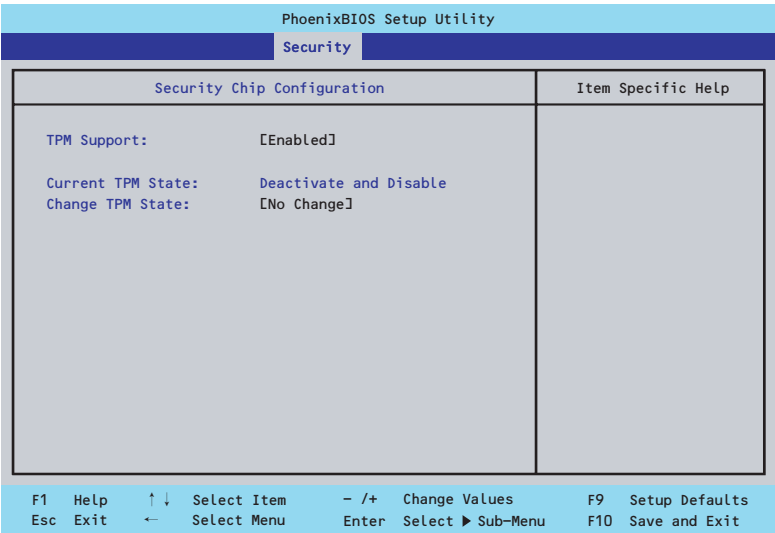 PhoenixBIOS Setup Utility
Security
Security Chip Configuration
Item Specific Help
TPM Support: [Enabled]
Current TPM State: Deactivate and Disable
Change TPM State: [No Change]
F1 Help ↑↓ Select Item - /+ Change Values F9 Setup Defaults
Esc Exit ← Select Menu Enter Select ▶ Sub-Menu F10 Save and Exit